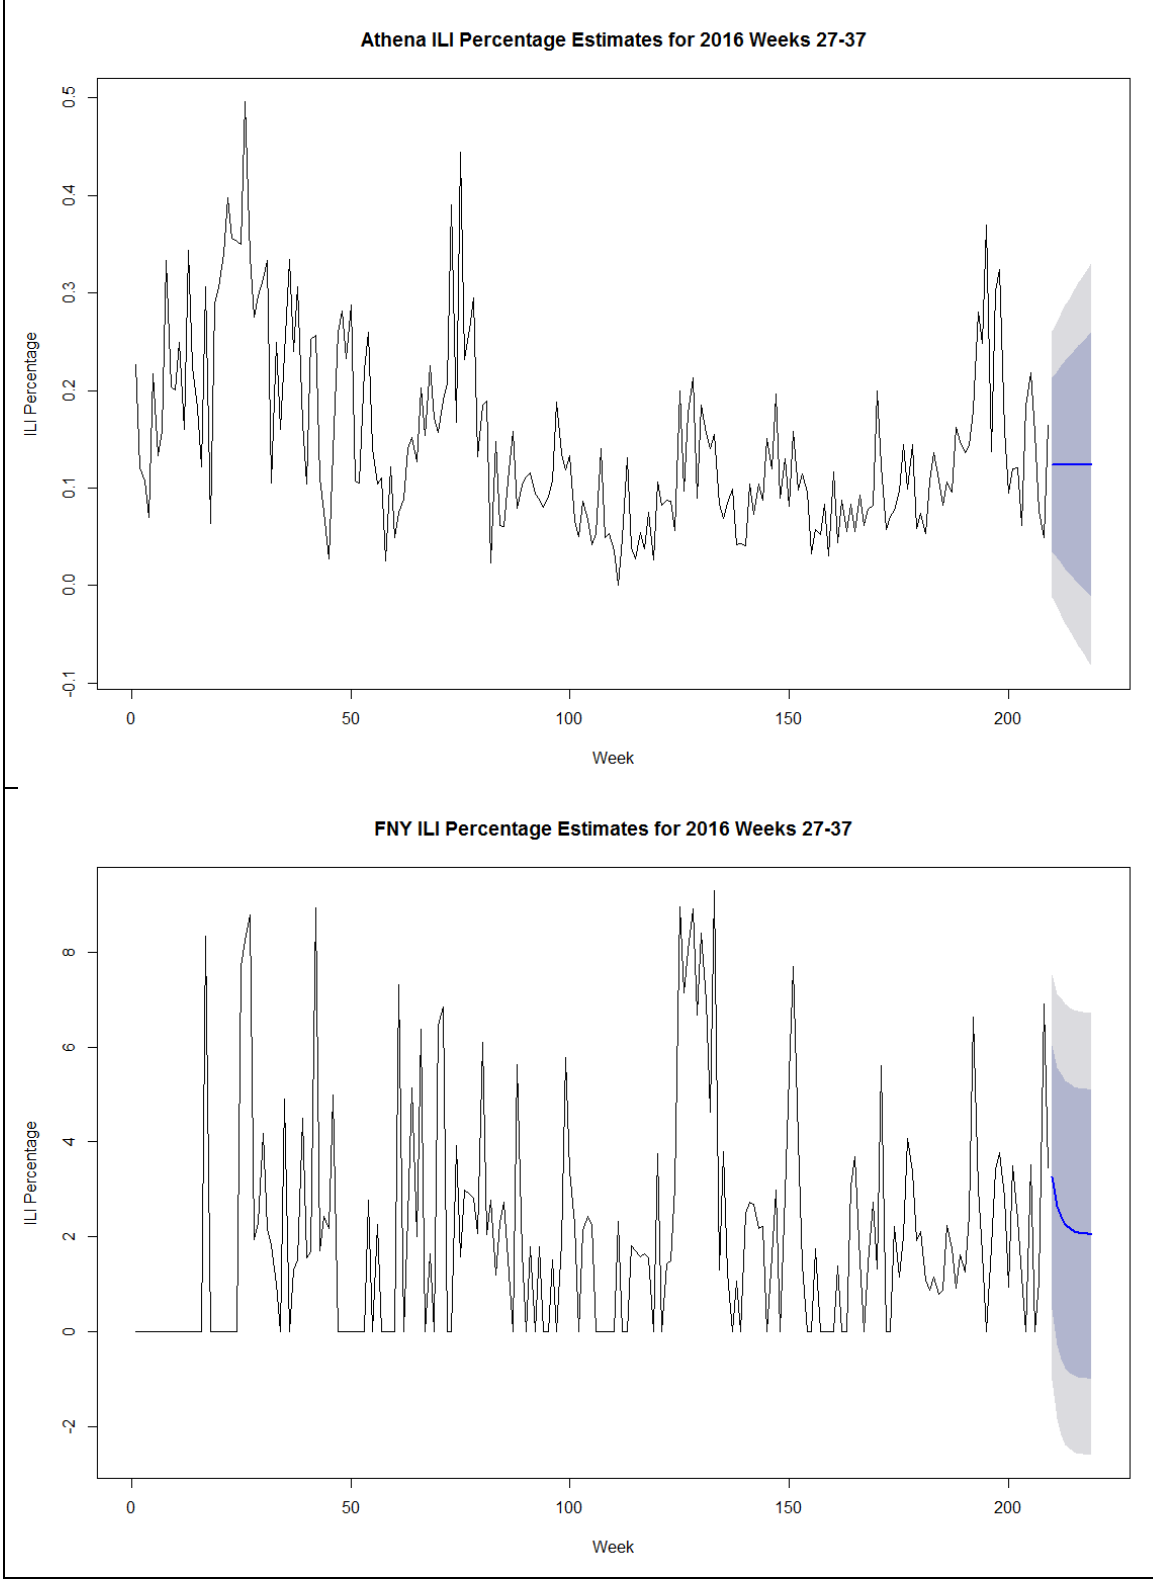 Athena ILI Percentage Estimates for 2016 Weeks 27-37
ILI Percentage
0.5
0.4
0.3
0.2
0.1
0.0
-0.1
0 50 100 150 200
Week
FNY ILI Percentage Estimates for 2016 Weeks 27-37
ILI Percentage
8
6
4
2
0
-2
0 50 100 150 200
Week